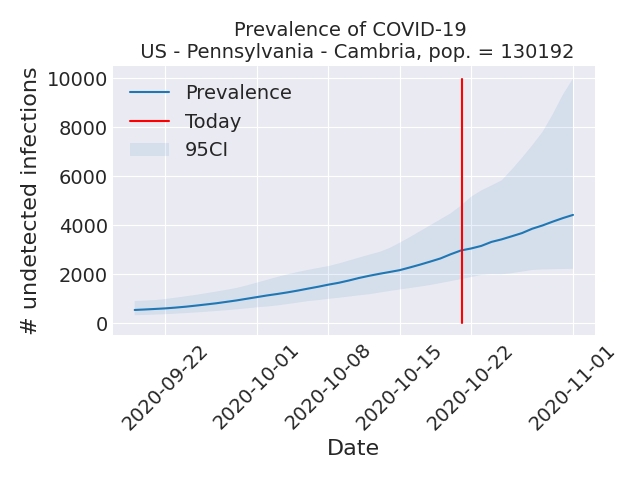 Prevalence of COVID-19
US - Pennsylvania - Cambria, pop. = 130192
# undetected infections
10000
8000
6000
4000
2000
0
Prevalence
Today
95CI
2020-09-22
2020-10-01
2020-10-08
2020-10-15
2020-10-22
2020-11-01
Date